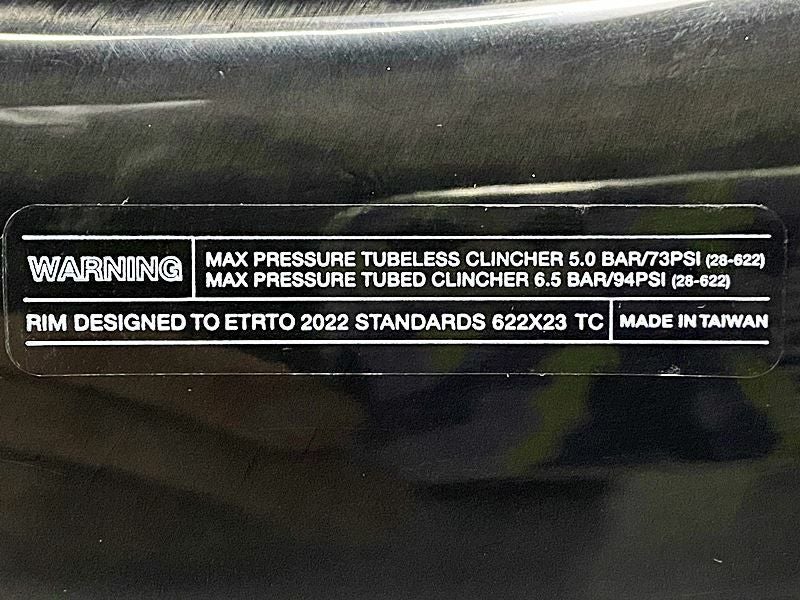 WARNING
MAX PRESSURE TUBELESS CLINCHER 5.0 BAR/73PSI (28-622)
MAX PRESSURE TUBED CLINCHER 6.5 BAR/94PSI (28-622)
RIM DESIGNED TO ETRTO 2022 STANDARDS 622X23 TC
MADE IN TAIWAN